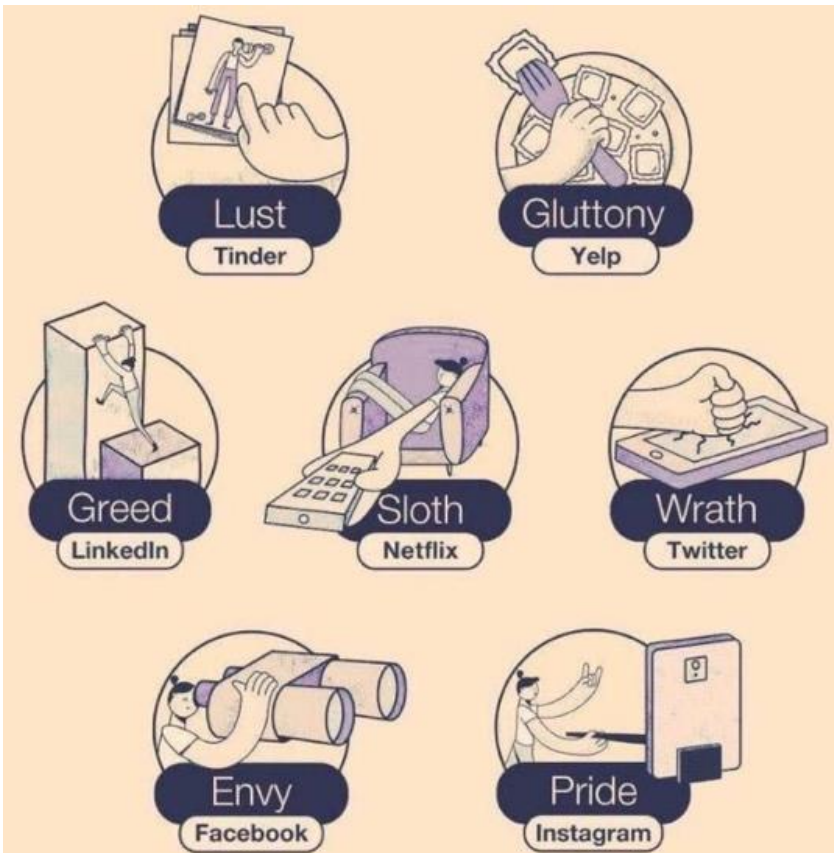 Lust
Tinder
Gluttony
Yelp
Greed
LinkedIn
Sloth
Netflix
Wrath
Twitter
Envy
Facebook
Pride
Instagram